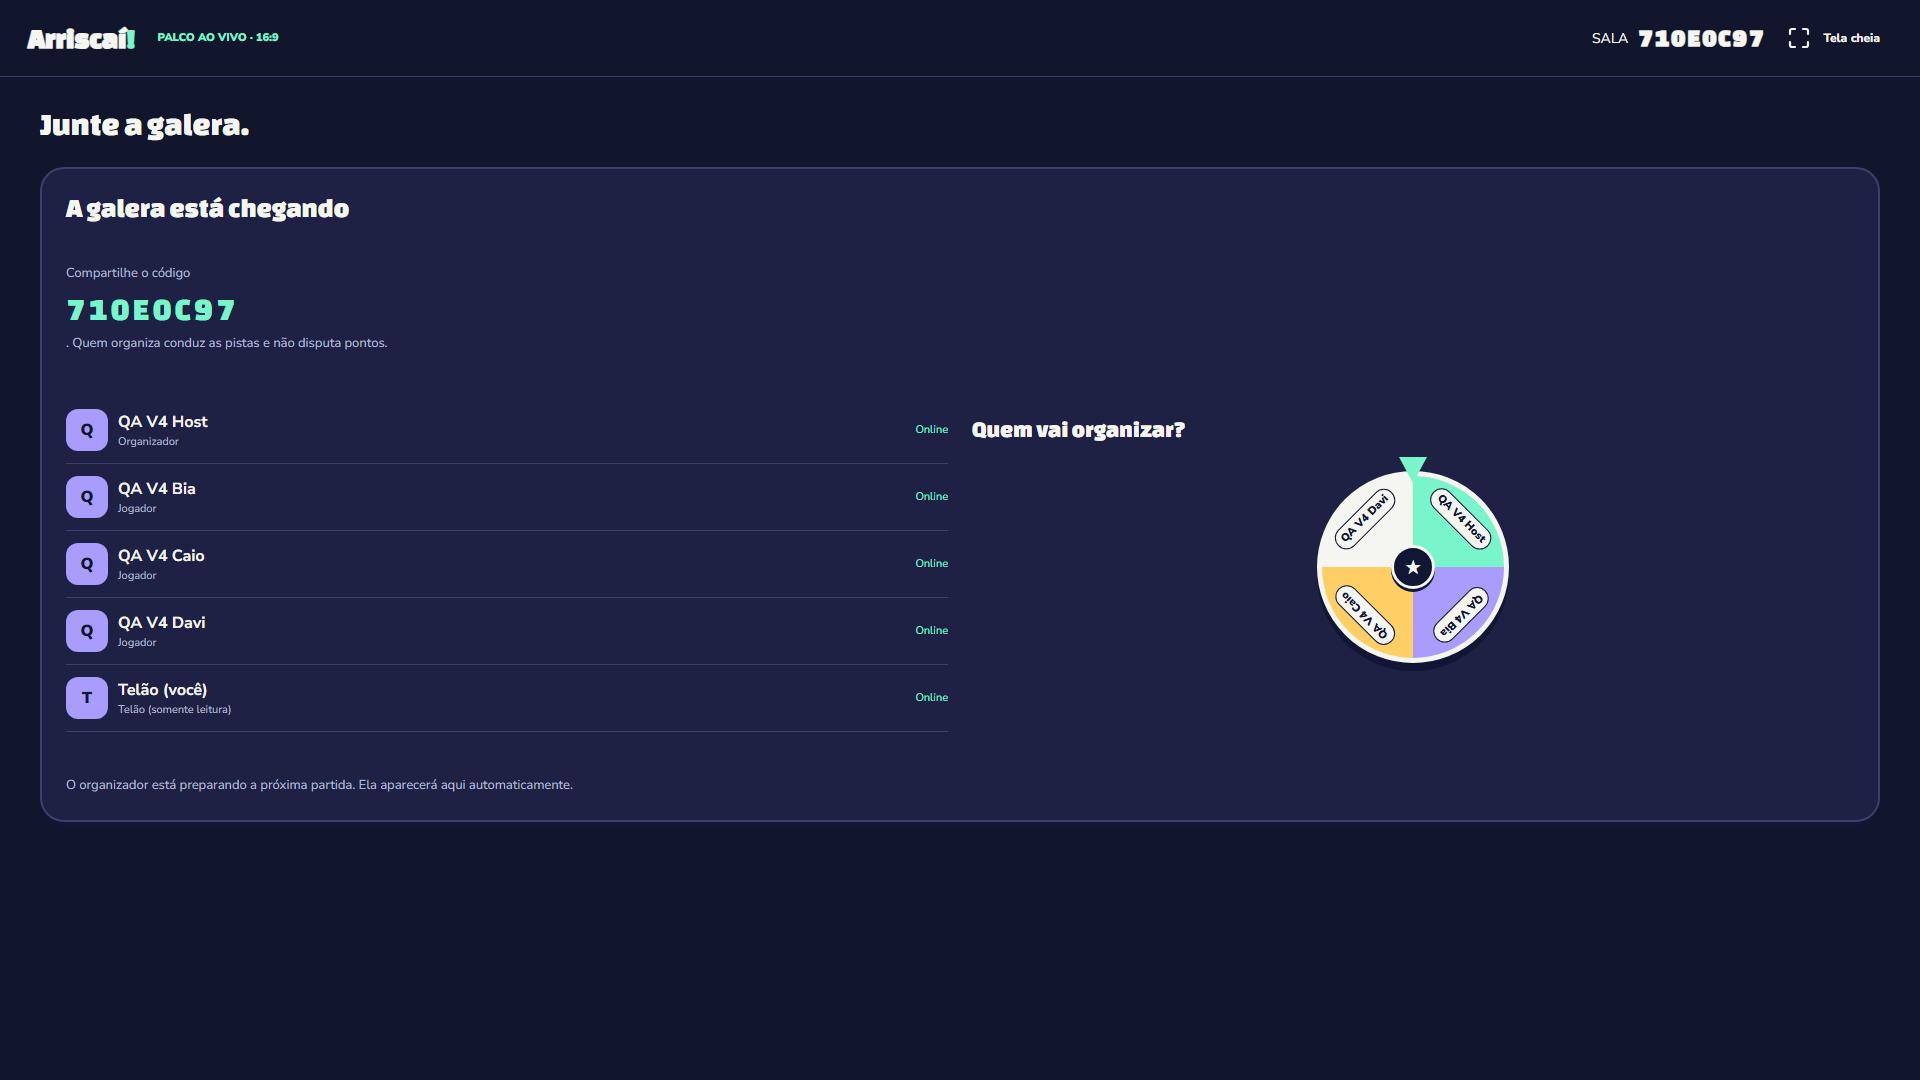 Arriscaí!
PALCO AO VIVO · 16:9
SALA 710E0C97
Tela cheia
Junte a galera.
A galera está chegando
Compartilhe o código
710E0C97
. Quem organiza conduz as pistas e não disputa pontos.
Q
QA V4 Host
Organizador
Online
Q
QA V4 Bia
Jogador
Online
Q
QA V4 Caio
Jogador
Online
Q
QA V4 Davi
Jogador
Online
T
Telão (você)
Telão (somente leitura)
Online
Quem vai organizar?
QA V4 Davi
QA V4 Host
QA V4 Caio
QA V4 Bia
O organizador está preparando a próxima partida. Ela aparecerá aqui automaticamente.